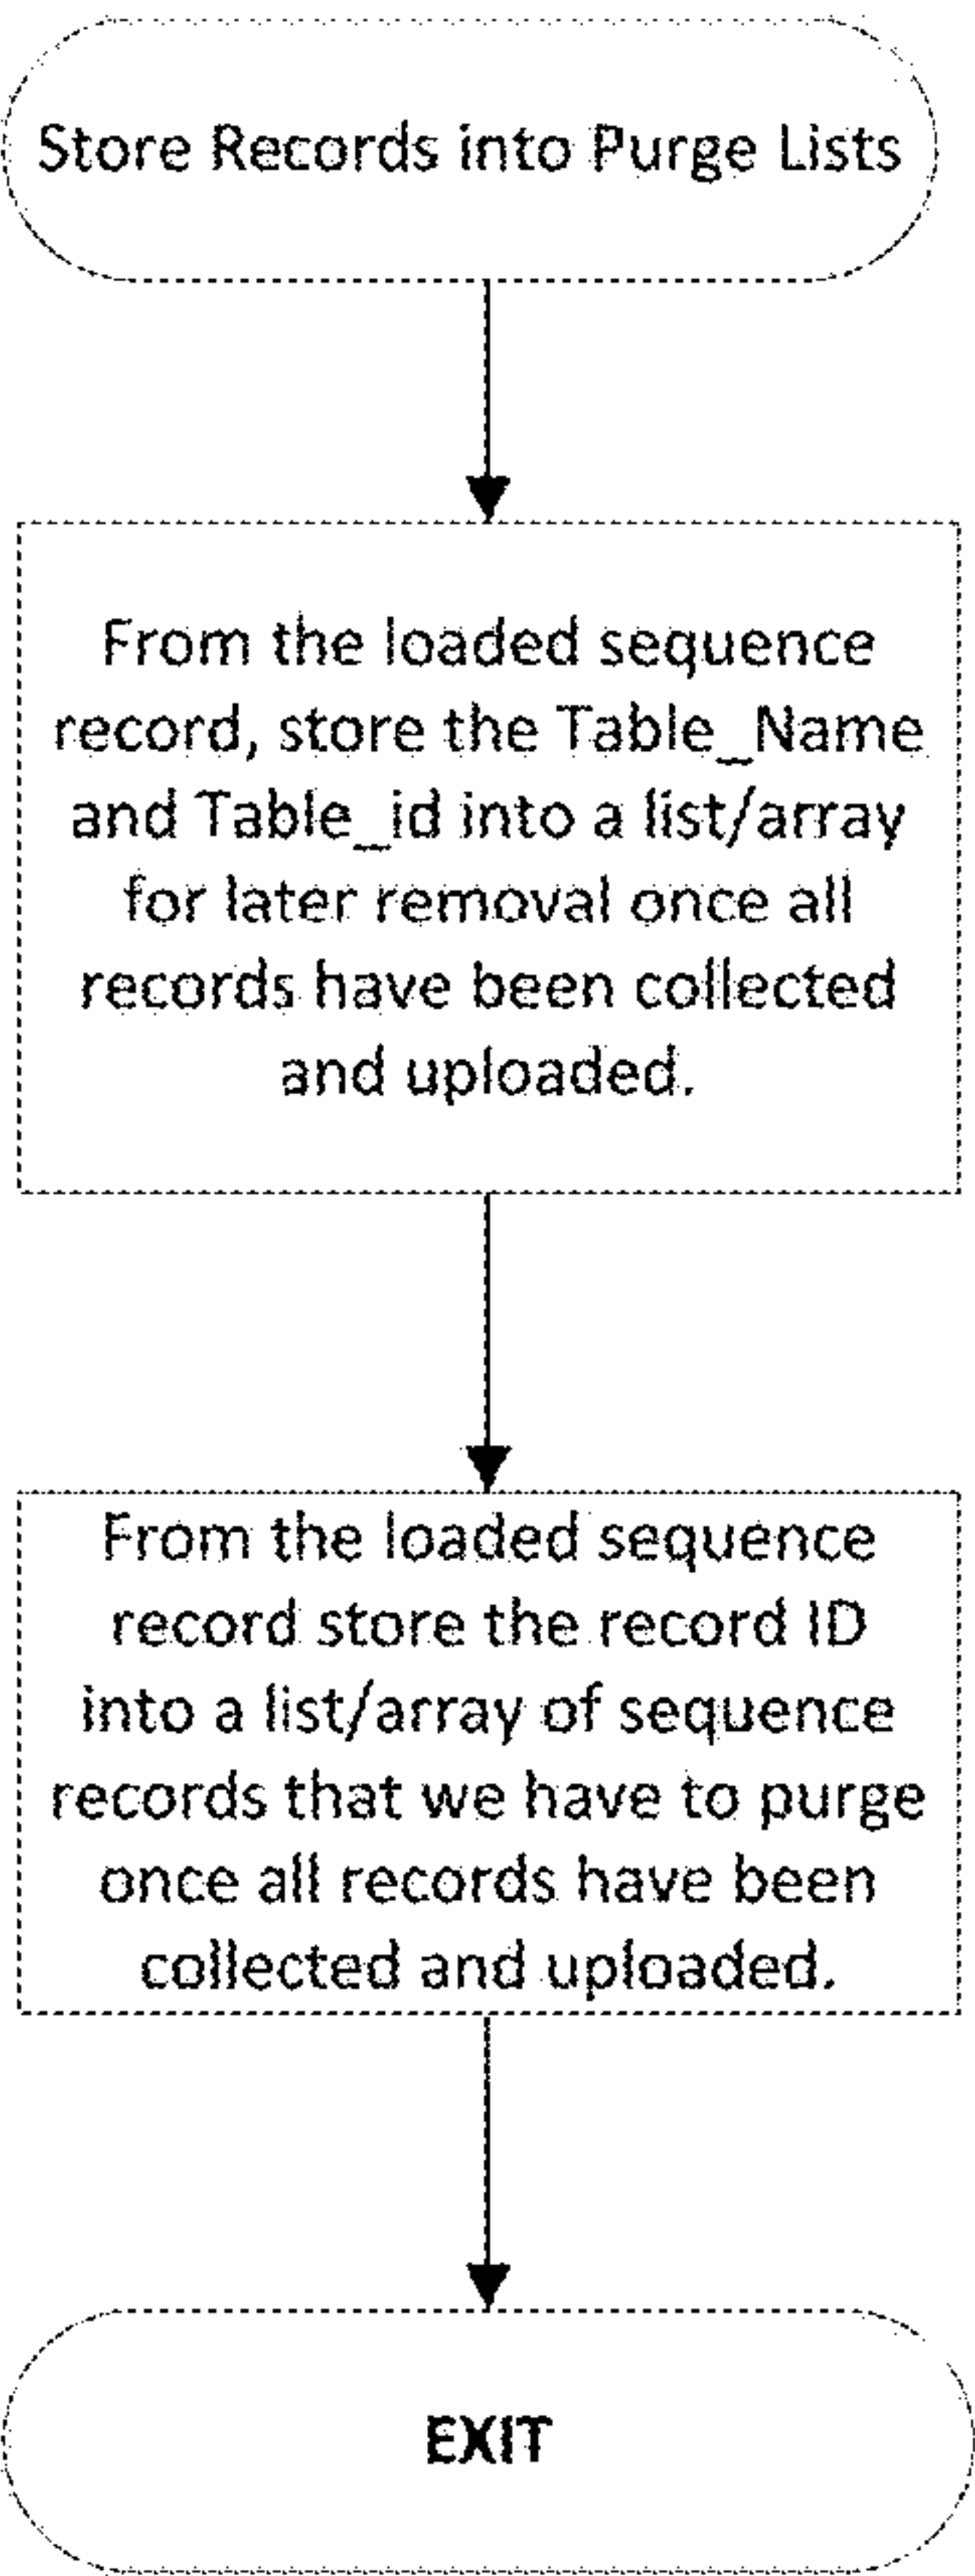 Store Records into Purge Lists
From the loaded sequence
record, store the Table_Name
and Table_id into a list/array
for later removal once all
records have been collected
and uploaded.
From the loaded sequence
record store the record ID
into a list/array of sequence
records that we have to purge
once all records have been
collected and uploaded.
EXIT